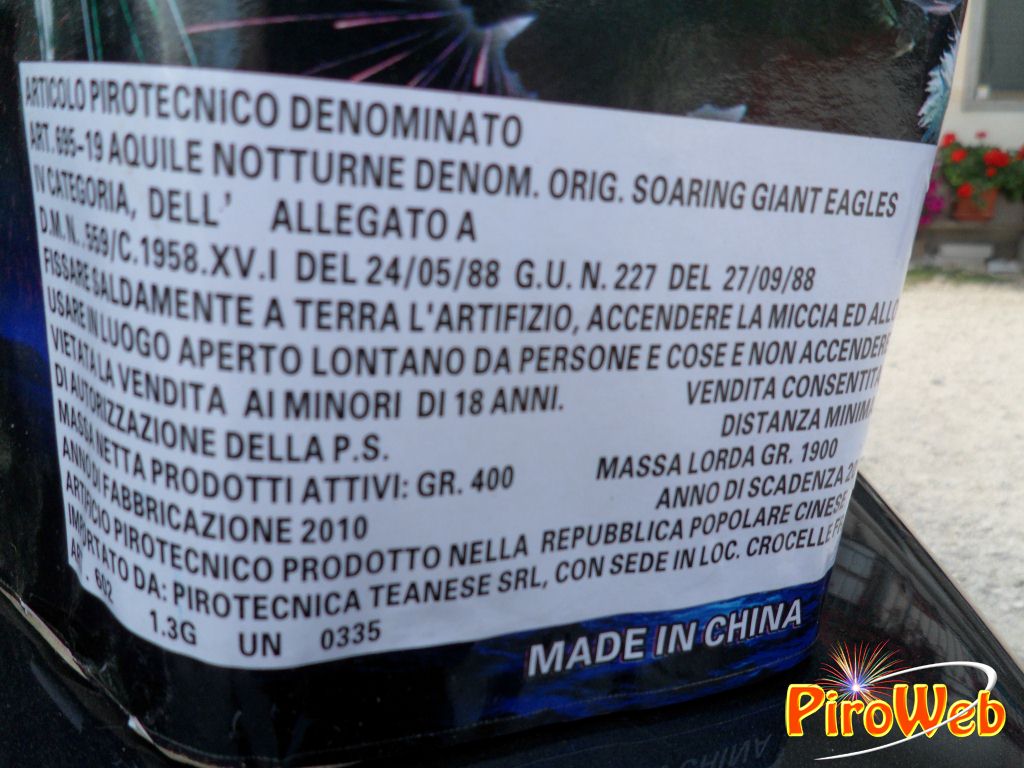 ARTICOLO PIROTECNICO DENOMINATO
ART. 695-19 AQUILE NOTTURNE DENOM. ORIG. SOARING GIANT EAGLES
IV CATEGORIA, DELL' ALLEGATO A
D.M.N. 559/C.1958.XV.I DEL 24/05/88 G.U.N. 227 DEL 27/09/88
FISSARE SALDAMENTE A TERRA L'ARTIFIZIO, ACCENDERE LA MICCIA ED ALLO
USARE IN LUOGO APERTO LONTANO DA PERSONE E COSE E NON ACCENDERE
VIETATA LA VENDITA AI MINORI DI 18 ANNI. VENDITA CONSENTITA
DI AUTORIZZAZIONE DELLA P.S. DISTANZA MINIMA
MASSA NETTA PRODOTTI ATTIVI: GR. 400 MASSA LORDA GR. 1900
ANNO DI FABBRICAZIONE 2010 ANNO DI SCADENZA
ARTIFICIO PIROTECNICO PRODOTTO NELLA REPUBBLICA POPOLARE CINESE
IMPORTATO DA: PIROTECNICA TEANESE SRL, CON SEDE IN LOC. CROCELLE
ART. 602
1.3G UN 0335
MADE IN CHINA
PiroWeb